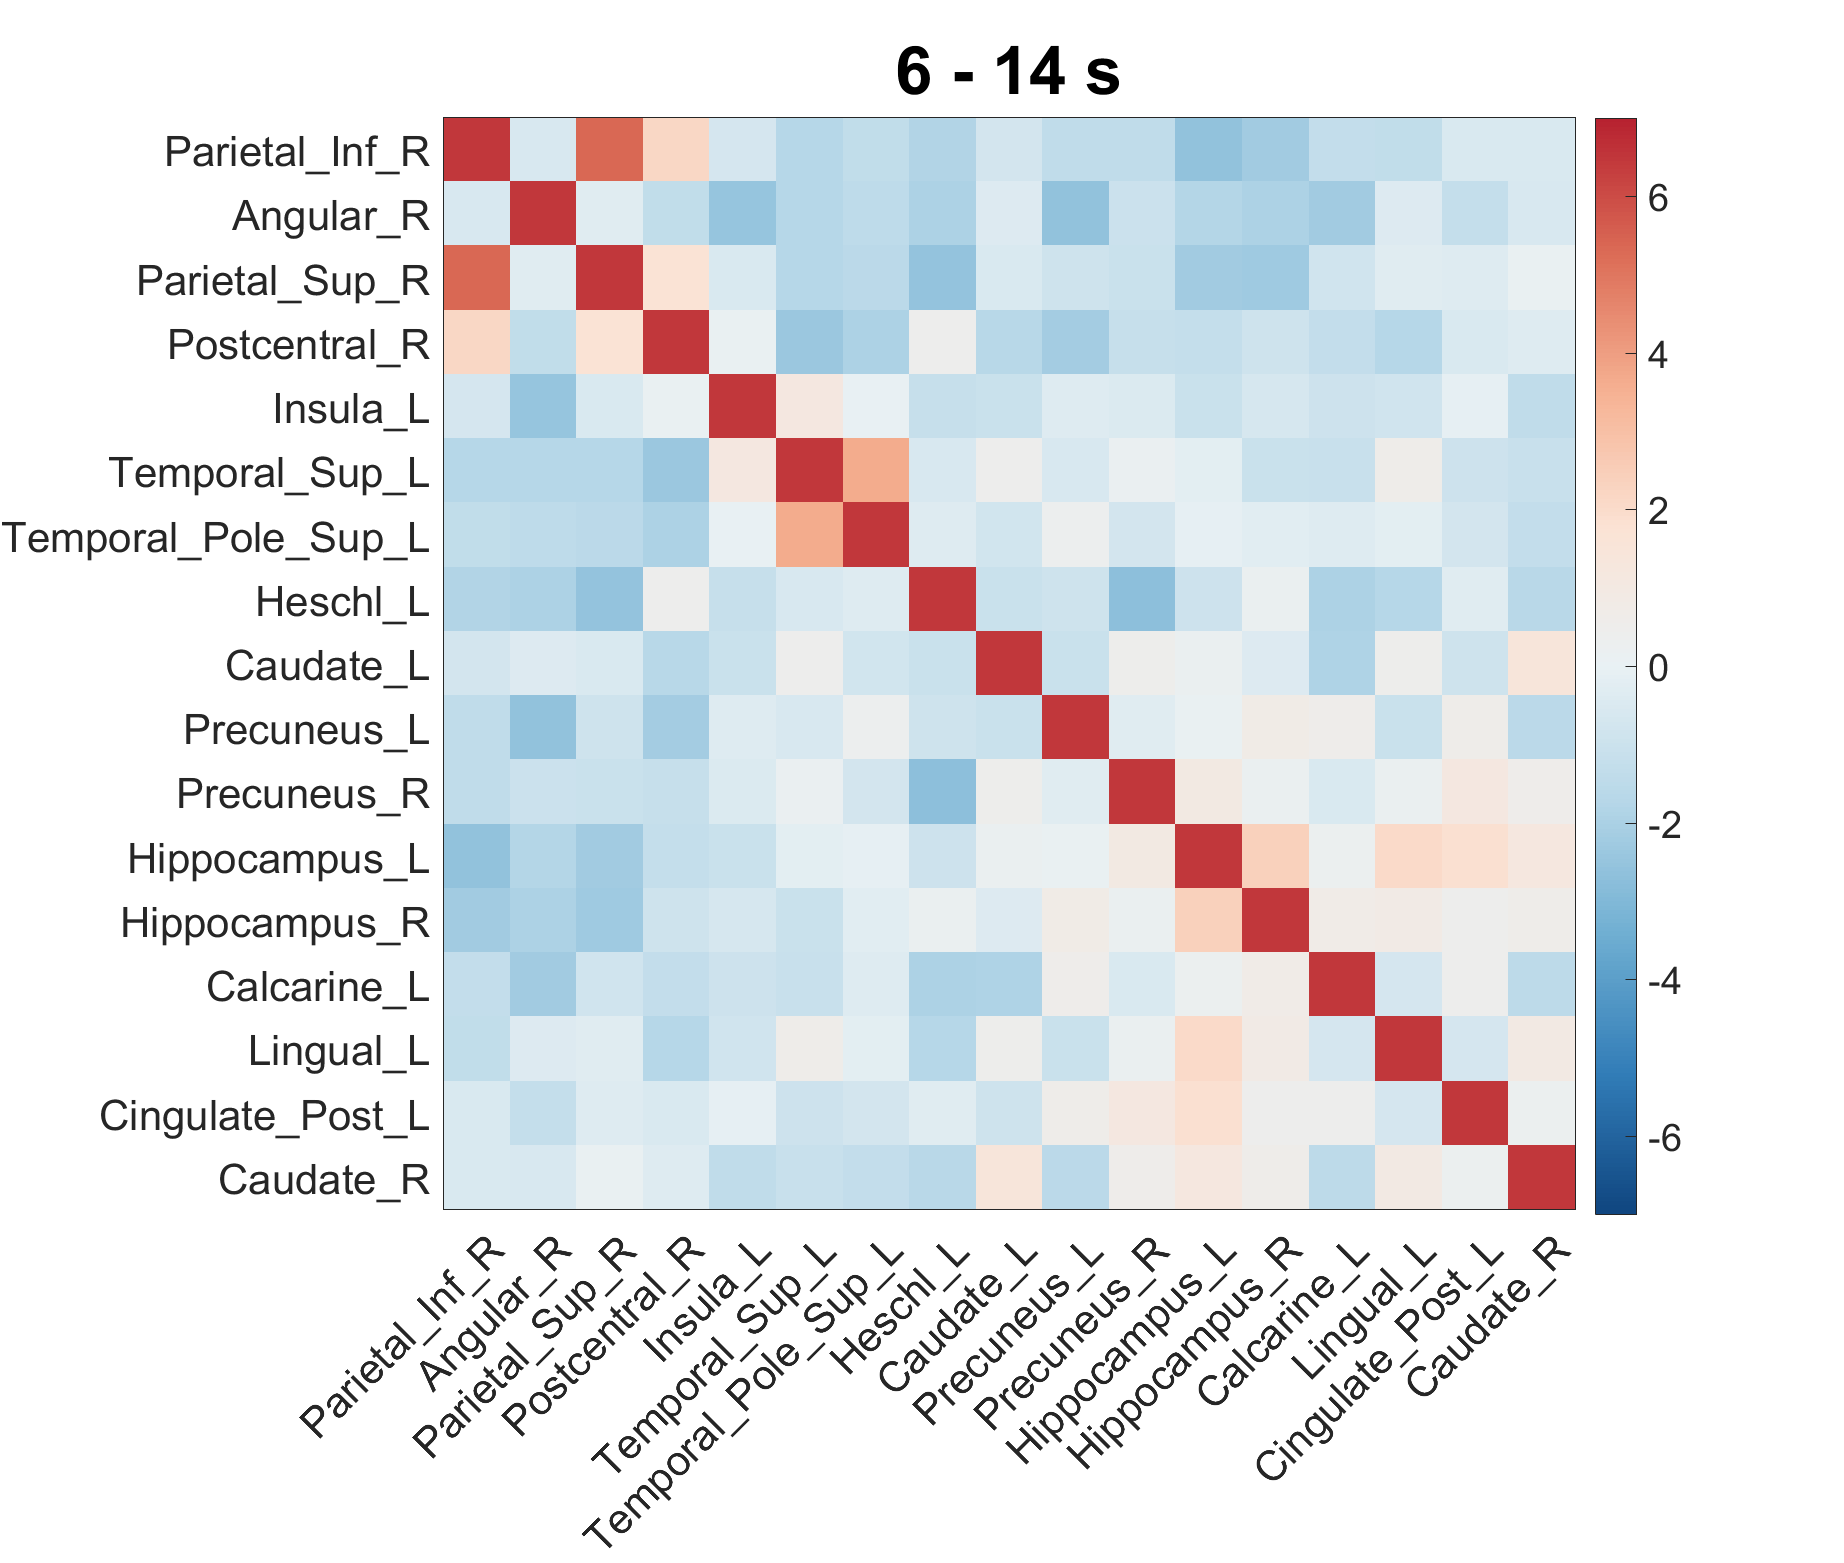 6 - 14 s
Parietal_Inf_R
Angular_R
Parietal_Sup_R
Postcentral_R
Insula_L
Temporal_Sup_L
Temporal_Pole_Sup_L
Heschl_L
Caudate_L
Precuneus_L
Precuneus_R
Hippocampus_L
Hippocampus_R
Calcarine_L
Lingual_L
Cingulate_Post_L
Caudate_R
6
4
2
0
-2
-4
-6
Parietal_Inf_R
Angular_R
Parietal_Sup_R
Postcentral_R
Insula_L
Temporal_Sup_L
Temporal_Pole_Sup_L
Heschl_L
Caudate_L
Precuneus_L
Precuneus_R
Hippocampus_L
Hippocampus_R
Calcarine_L
Lingual_L
Cingulate_Post_L
Caudate_R